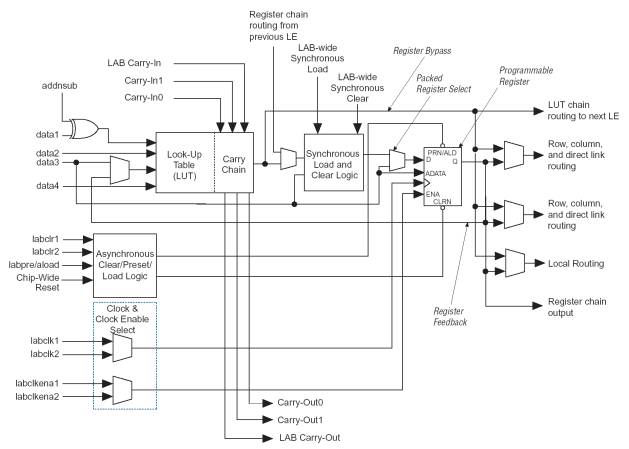 Register chain
routing from
previous LE
LAB-wide
Synchronous
Load
Register Bypass
LAB Carry-In
LAB-wide
Synchronous
Clear
Packed
Register Select
Programmable
Register
Carry-In1
addnsub
Carry-In0
LUT chain
routing to next LE
data1
data2
data3
data4
Look-Up
Table
(LUT)
Carry
Chain
Synchronous
Load and
Clear Logic
PRN/ALD
D
Q
ADATA
ENA
CLRN
Row, column,
and direct link
routing
Row, column,
and direct link
routing
labclr1
labclr2
labpre/aload
Chip-Wide
Reset
Asynchronous
Clear/Preset/
Load Logic
Local Routing
Clock &
Clock Enable
Select
Register
Feedback
Register chain
output
labclk1
labclk2
labclkena1
labclkena2
Carry-Out0
Carry-Out1
LAB Carry-Out